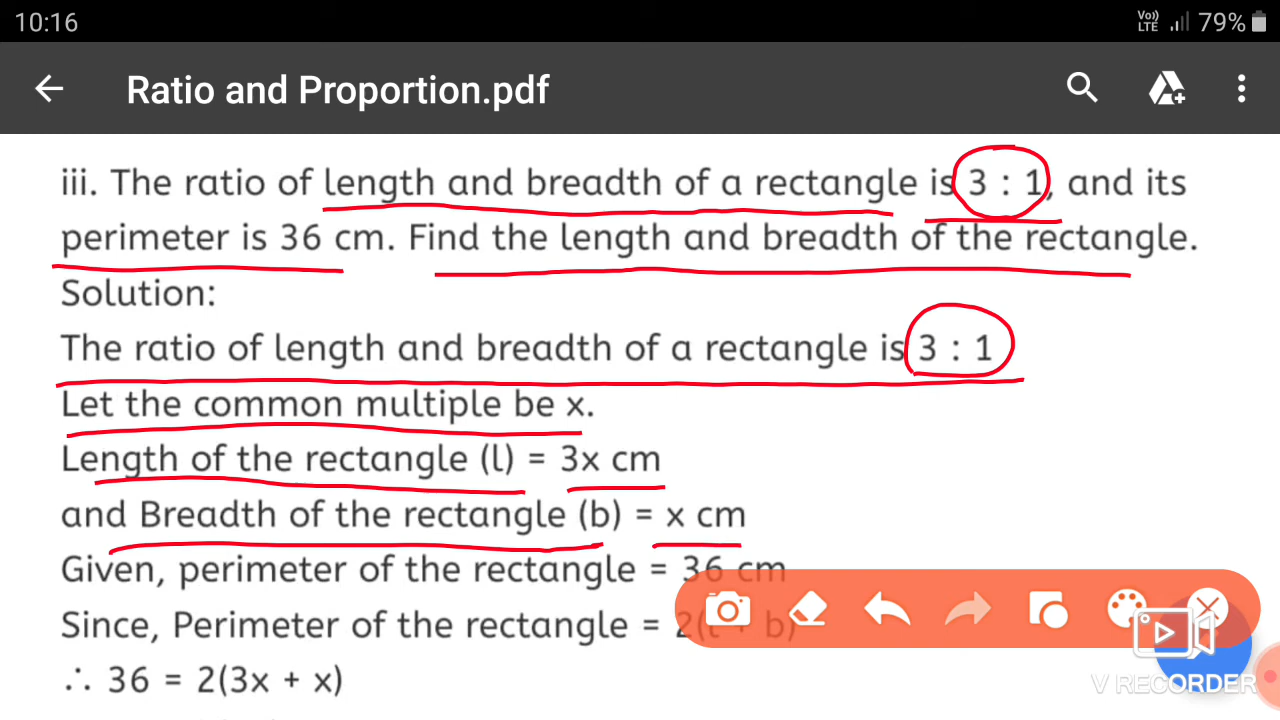 10:16
Vo)) LTE 79%
Ratio and Proportion.pdf
iii. The ratio of length and breadth of a rectangle is 3 : 1, and its
perimeter is 36 cm. Find the length and breadth of the rectangle.
Solution:
The ratio of length and breadth of a rectangle is 3 : 1
Let the common multiple be x.
Length of the rectangle (l) = 3x cm
and Breadth of the rectangle (b) = x cm
Given, perimeter of the rectangle = 36 cm
Since, Perimeter of the rectangle = 2(l + b)
∴ 36 = 2(3x + x)
V RECORDER